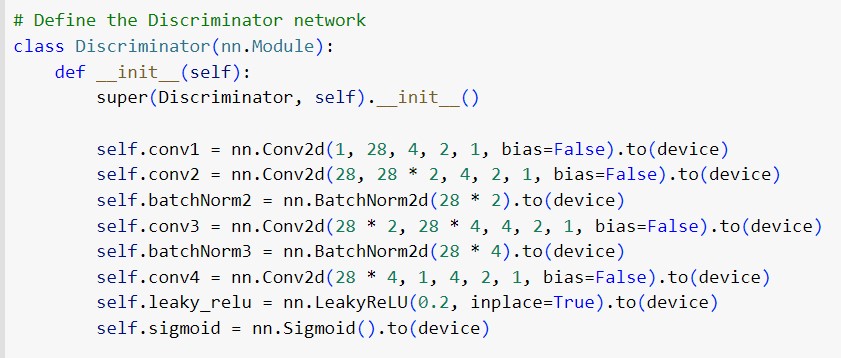 # Define the Discriminator network
class Discriminator(nn.Module):
    def __init__(self):
        super(Discriminator, self).__init__()

        self.conv1 = nn.Conv2d(1, 28, 4, 2, 1, bias=False).to(device)
        self.conv2 = nn.Conv2d(28, 28 * 2, 4, 2, 1, bias=False).to(device)
        self.batchNorm2 = nn.BatchNorm2d(28 * 2).to(device)
        self.conv3 = nn.Conv2d(28 * 2, 28 * 4, 4, 2, 1, bias=False).to(device)
        self.batchNorm3 = nn.BatchNorm2d(28 * 4).to(device)
        self.conv4 = nn.Conv2d(28 * 4, 1, 4, 2, 1, bias=False).to(device)
        self.leaky_relu = nn.LeakyReLU(0.2, inplace=True).to(device)
        self.sigmoid = nn.Sigmoid().to(device)